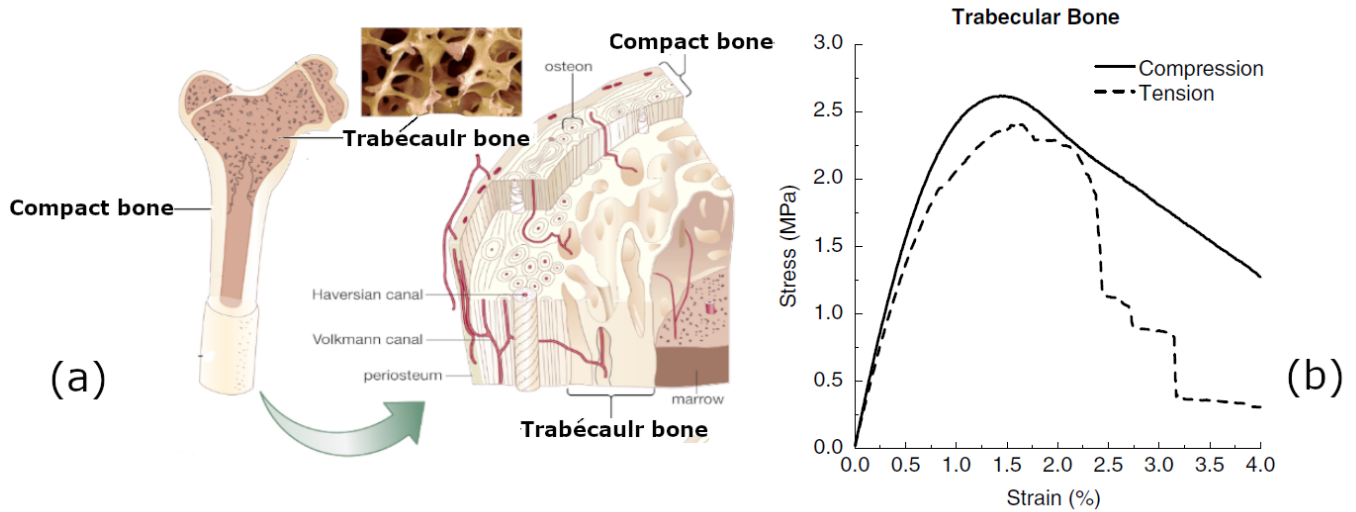 Compact bone
osteon
Trabécaulr bone
Compact bone
Haversian canal
Volkmann canal
periosteum
marrow
Trabécaulr bone
(a)
Trabecular Bone
3.0
2.5
2.0
1.5
1.0
0.5
0.0
Stress (MPa)
Compression
Tension
0.0 0.5 1.0 1.5 2.0 2.5 3.0 3.5 4.0
Strain (%)
(b)